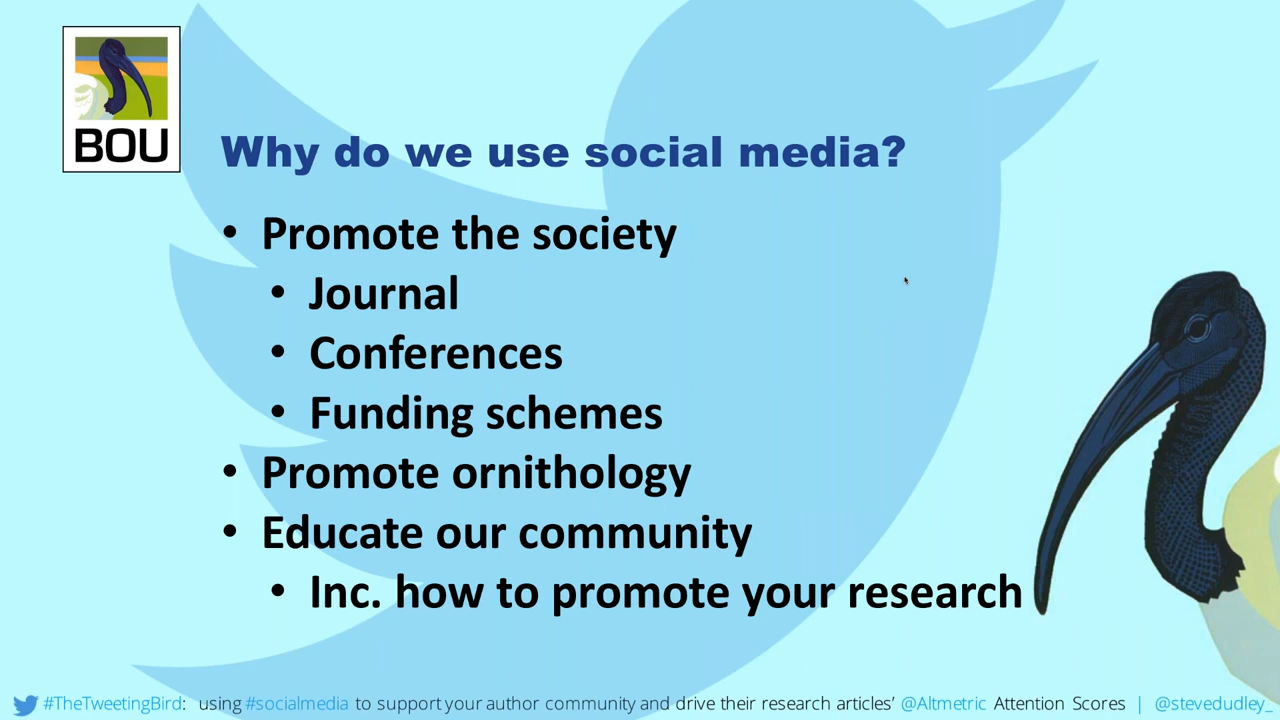 BOU
Why do we use social media?
• Promote the society
• Journal
• Conferences
• Funding schemes
• Promote ornithology
• Educate our community
• Inc. how to promote your research
#TheTweetingBird: using #socialmedia to support your author community and drive their research articles’ @Altmetric Attention Scores | @stevedudley_